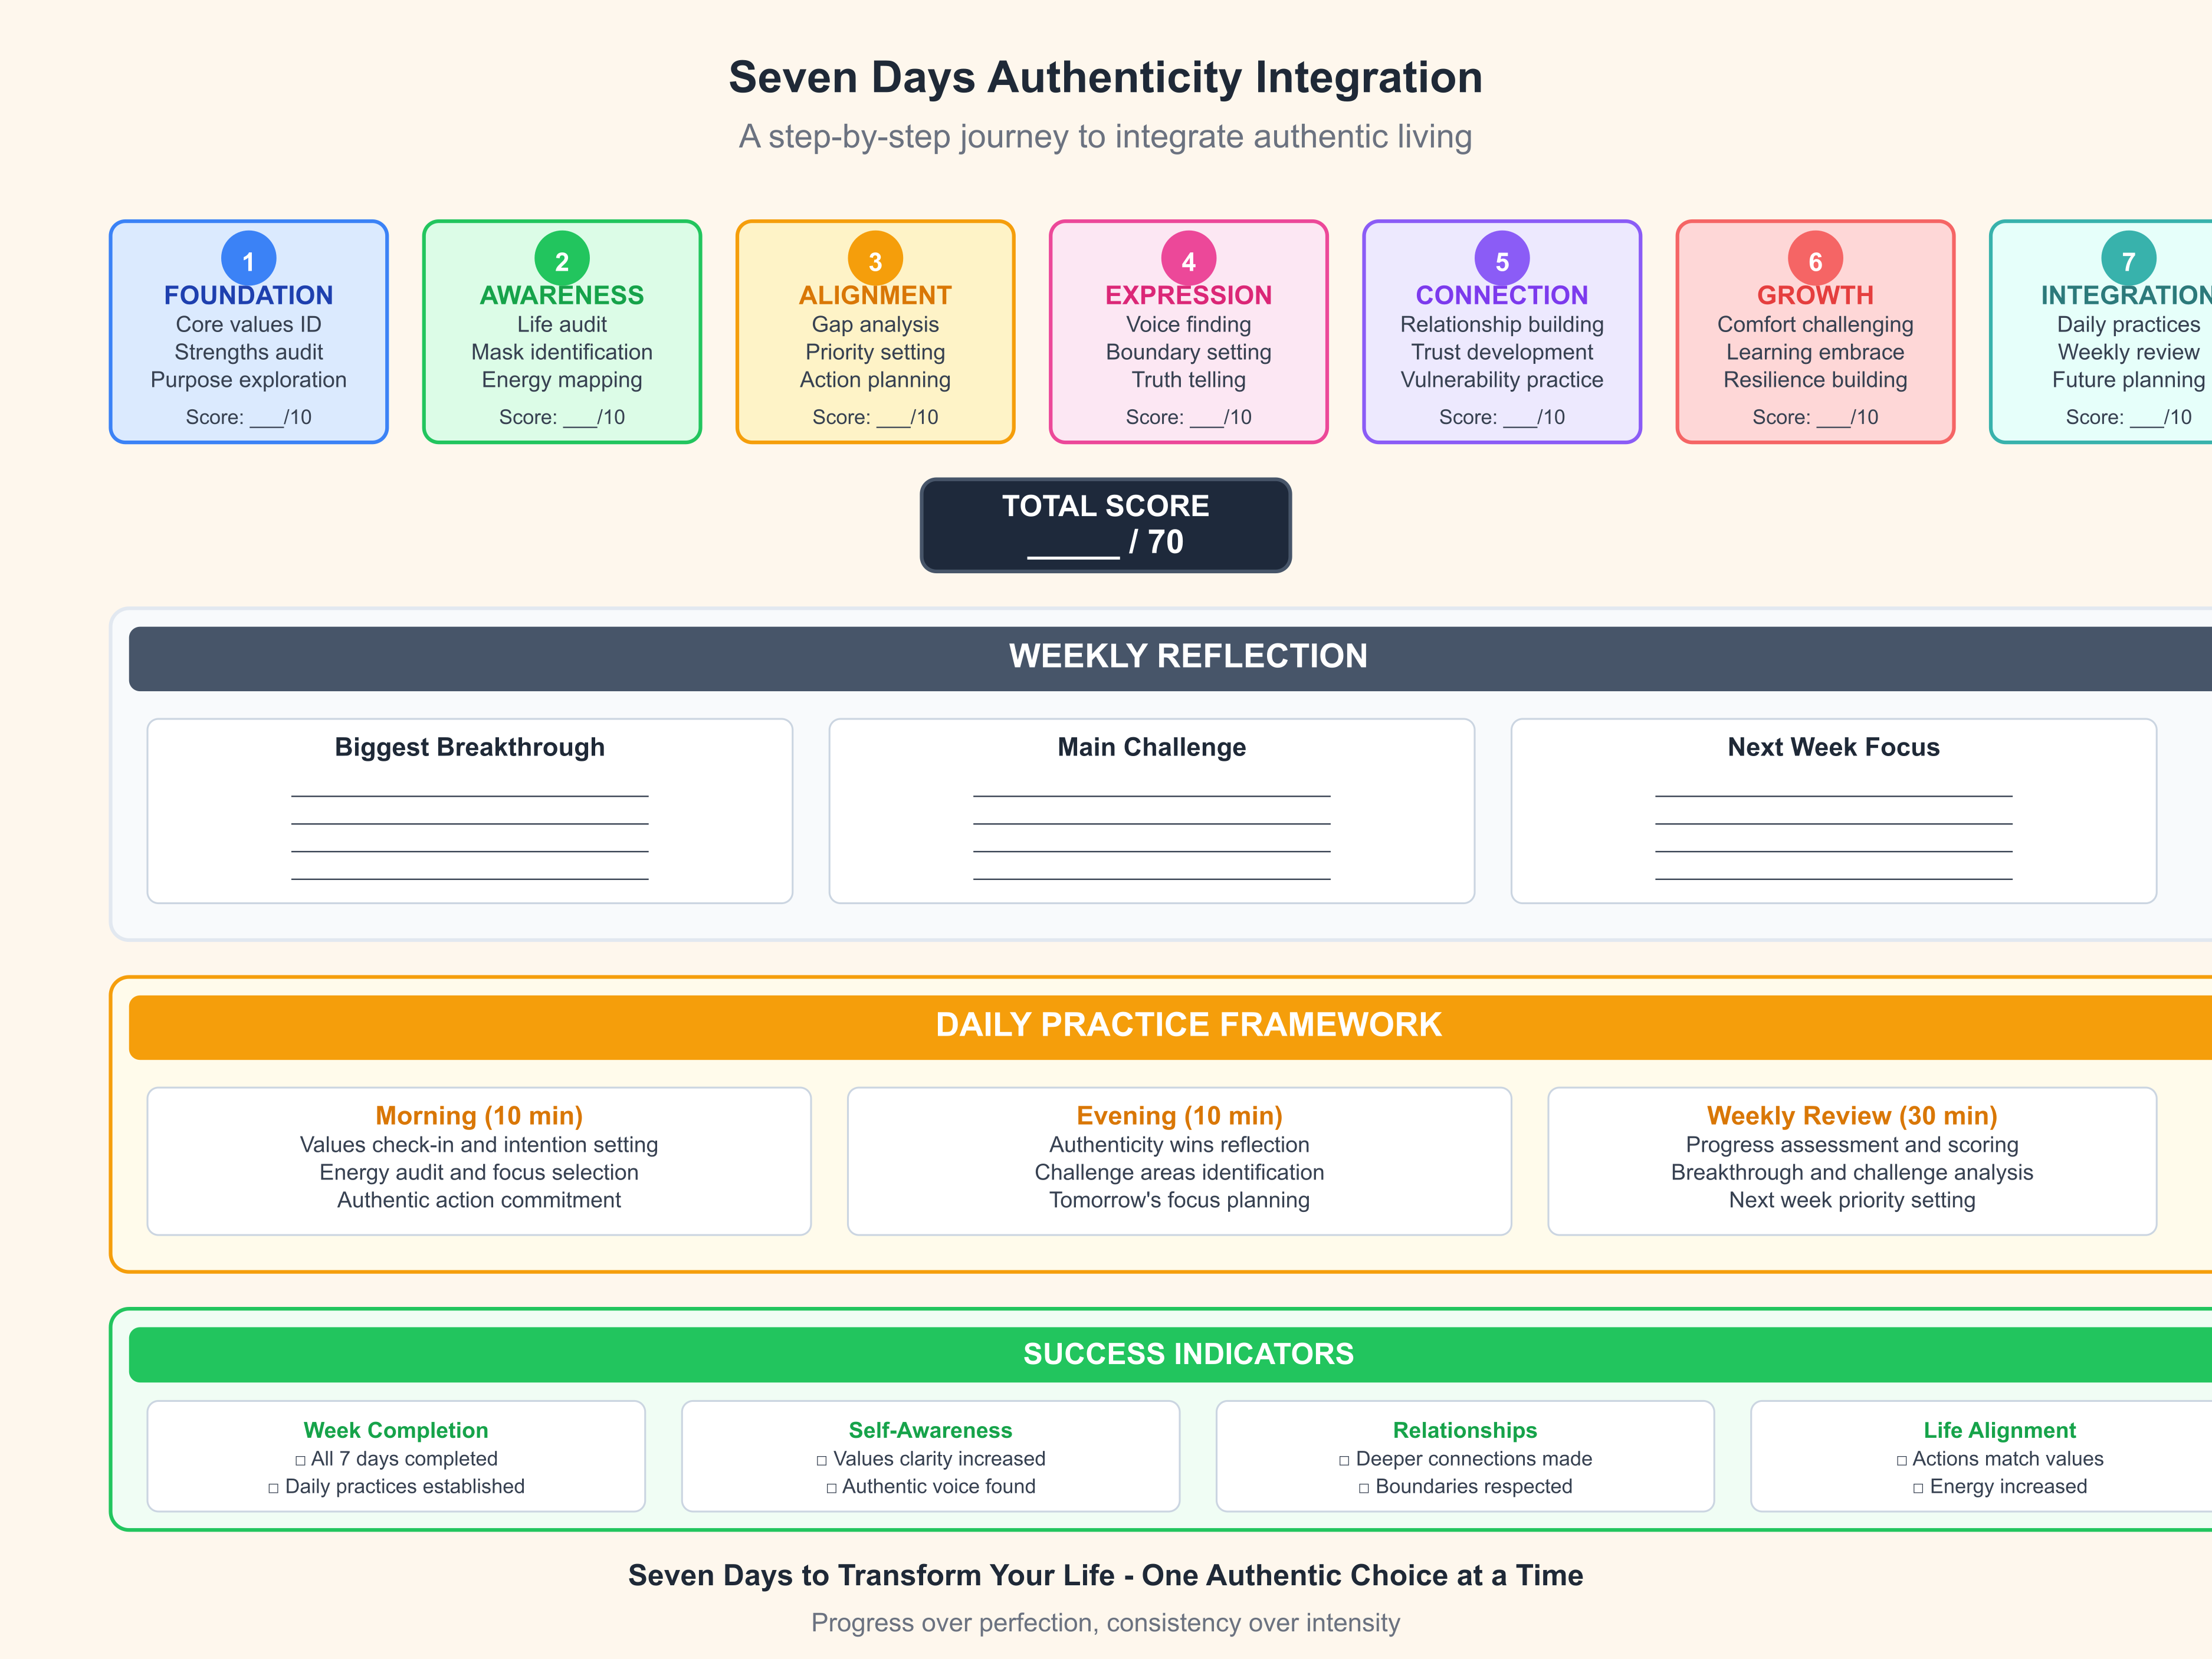 Seven Days Authenticity Integration
A step-by-step journey to integrate authentic living
1
FOUNDATION
Core values ID
Strengths audit
Purpose exploration
Score: ___/10
2
AWARENESS
Life audit
Mask identification
Energy mapping
Score: ___/10
3
ALIGNMENT
Gap analysis
Priority setting
Action planning
Score: ___/10
4
EXPRESSION
Voice finding
Boundary setting
Truth telling
Score: ___/10
5
CONNECTION
Relationship building
Trust development
Vulnerability practice
Score: ___/10
6
GROWTH
Comfort challenging
Learning embrace
Resilience building
Score: ___/10
7
INTEGRATION
Daily practices
Weekly review
Future planning
Score: ___/10
TOTAL SCORE
_____ / 70
WEEKLY REFLECTION
Biggest Breakthrough
Main Challenge
Next Week Focus
DAILY PRACTICE FRAMEWORK
Morning (10 min)
Values check-in and intention setting
Energy audit and focus selection
Authentic action commitment
Evening (10 min)
Authenticity wins reflection
Challenge areas identification
Tomorrow's focus planning
Weekly Review (30 min)
Progress assessment and scoring
Breakthrough and challenge analysis
Next week priority setting
SUCCESS INDICATORS
Week Completion
□ All 7 days completed
□ Daily practices established
Self-Awareness
□ Values clarity increased
□ Authentic voice found
Relationships
□ Deeper connections made
□ Boundaries respected
Life Alignment
□ Actions match values
□ Energy increased
Seven Days to Transform Your Life - One Authentic Choice at a Time
Progress over perfection, consistency over intensity